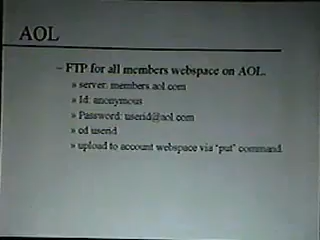 AOL
– FTP for all members webspace on AOL.
» server: members.aol.com
» Id: anonymous
» Password: userid@aol.com
» cd userid
» upload to account webspace via 'put' command.